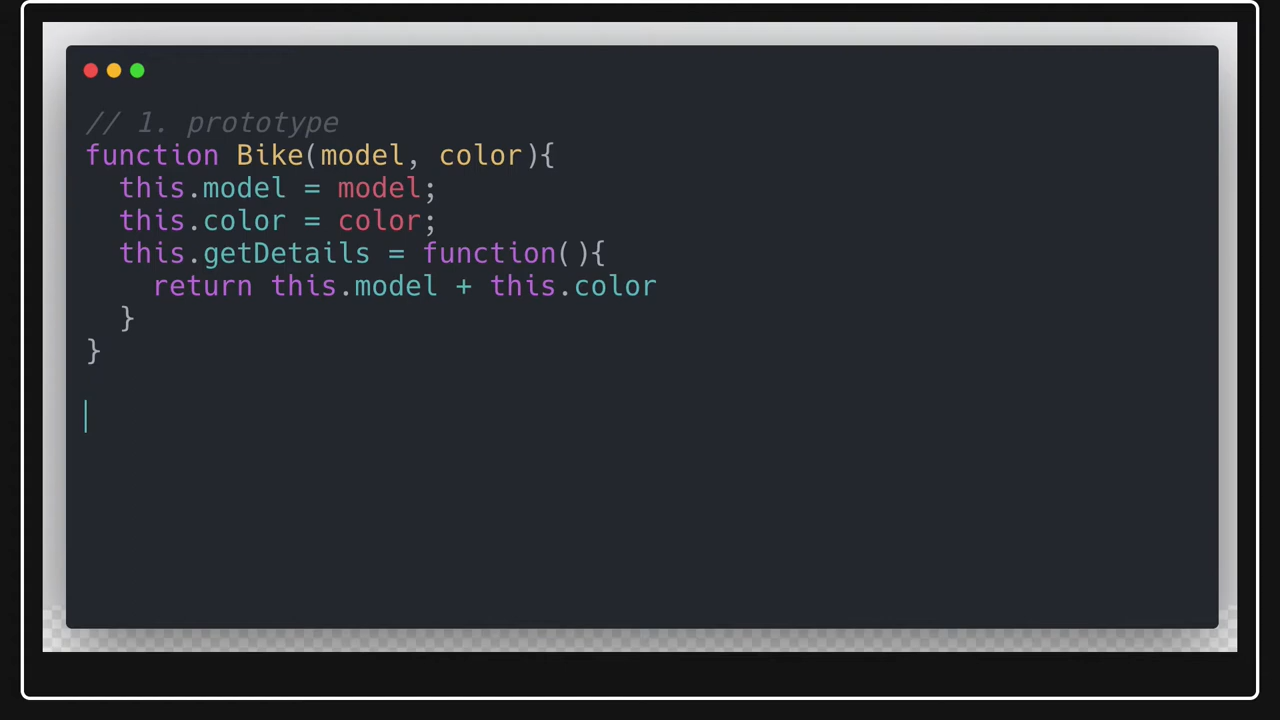 // 1. prototype
function Bike(model, color){
  this.model = model;
  this.color = color;
  this.getDetails = function(){
    return this.model + this.color
  }
}